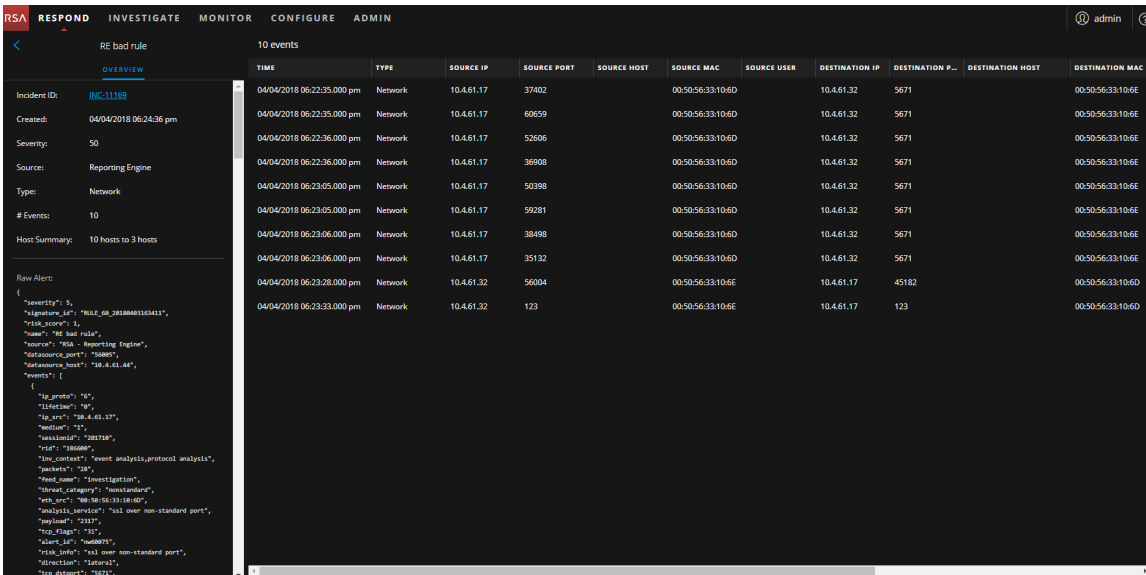 RSA RESPOND INVESTIGATE MONITOR CONFIGURE ADMIN admin
RE bad rule
OVERVIEW
Incident ID: INC-11169
Created: 04/04/2018 06:24:36 pm
Severity: 50
Source: Reporting Engine
Type: Network
# Events: 10
Host Summary: 10 hosts to 3 hosts
Raw Alert:
{
"severity": 5,
"signature_id": "RULE_60_20180403163411",
"risk_score": 1,
"name": "RE bad rule",
"source": "RSA - Reporting Engine",
"datasource_port": "56005",
"datasource_host": "10.4.61.44",
"events": [
{
"ip_proto": "6",
"lifetime": "0",
"ip_src": "10.4.61.17",
"medium": "1",
"sessionid": "201710",
"rid": "186600",
"inv_context": "event analysis,protocol analysis",
"packets": "28",
"feed_name": "investigation",
"threat_category": "nonstandard",
"eth_src": "00:50:56:33:10:6D",
"analysis_service": "ssl over non-standard port",
"payload": "2317",
"tcp_flags": "31",
"alert_id": "nw60075",
"risk_info": "ssl over non-standard port",
"direction": "lateral",
"tcp_dstport": "5671",
10 events
TIME TYPE SOURCE IP SOURCE PORT SOURCE HOST SOURCE MAC SOURCE USER DESTINATION IP DESTINATION P... DESTINATION HOST DESTINATION MAC
04/04/2018 06:22:35.000 pm Network 10.4.61.17 37402 00:50:56:33:10:6D 10.4.61.32 5671 00:50:56:33:10:6E
04/04/2018 06:22:35.000 pm Network 10.4.61.17 60659 00:50:56:33:10:6D 10.4.61.32 5671 00:50:56:33:10:6E
04/04/2018 06:22:36.000 pm Network 10.4.61.17 52606 00:50:56:33:10:6D 10.4.61.32 5671 00:50:56:33:10:6E
04/04/2018 06:22:36.000 pm Network 10.4.61.17 36908 00:50:56:33:10:6D 10.4.61.32 5671 00:50:56:33:10:6E
04/04/2018 06:23:05.000 pm Network 10.4.61.17 50398 00:50:56:33:10:6D 10.4.61.32 5671 00:50:56:33:10:6E
04/04/2018 06:23:05.000 pm Network 10.4.61.17 59281 00:50:56:33:10:6D 10.4.61.32 5671 00:50:56:33:10:6E
04/04/2018 06:23:06.000 pm Network 10.4.61.17 38498 00:50:56:33:10:6D 10.4.61.32 5671 00:50:56:33:10:6E
04/04/2018 06:23:06.000 pm Network 10.4.61.17 35132 00:50:56:33:10:6D 10.4.61.32 5671 00:50:56:33:10:6E
04/04/2018 06:23:28.000 pm Network 10.4.61.32 56004 00:50:56:33:10:6E 10.4.61.17 45182 00:50:56:33:10:6D
04/04/2018 06:23:33.000 pm Network 10.4.61.32 123 00:50:56:33:10:6E 10.4.61.17 123 00:50:56:33:10:6D